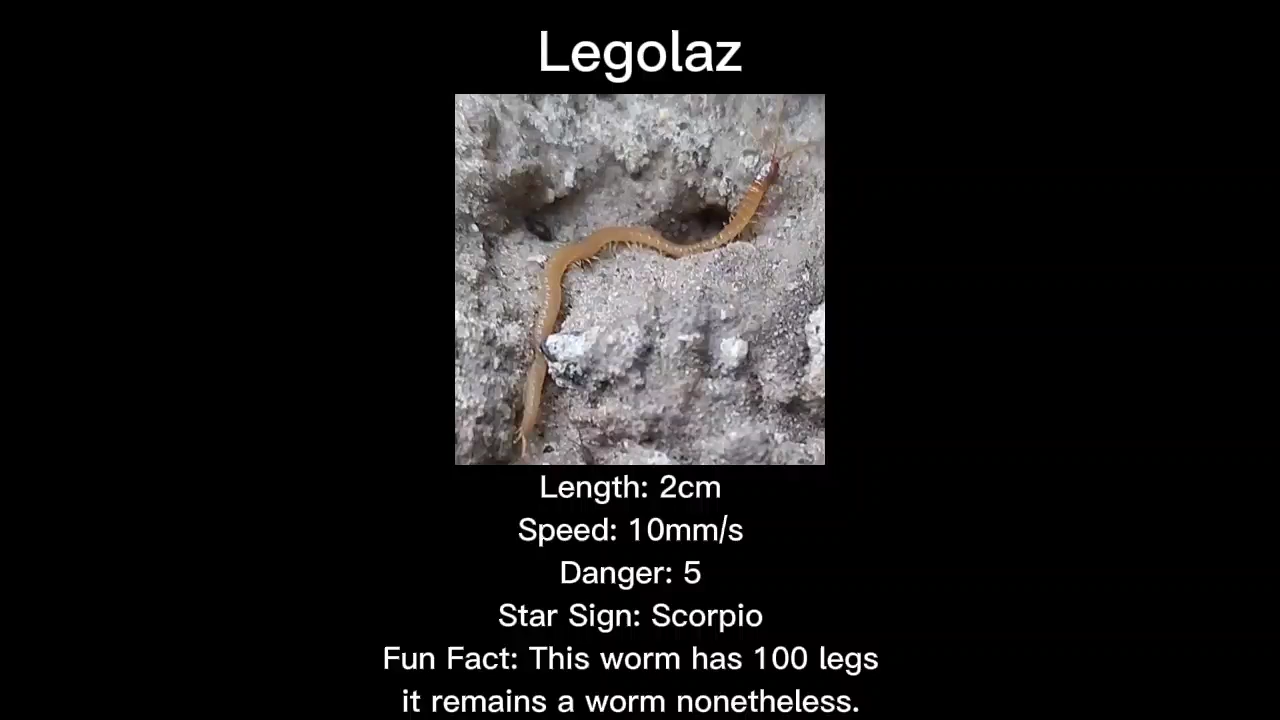 Legolaz
Length: 2cm
Speed: 10mm/s
Danger: 5
Star Sign: Scorpio
Fun Fact: This worm has 100 legs
it remains a worm nonetheless.